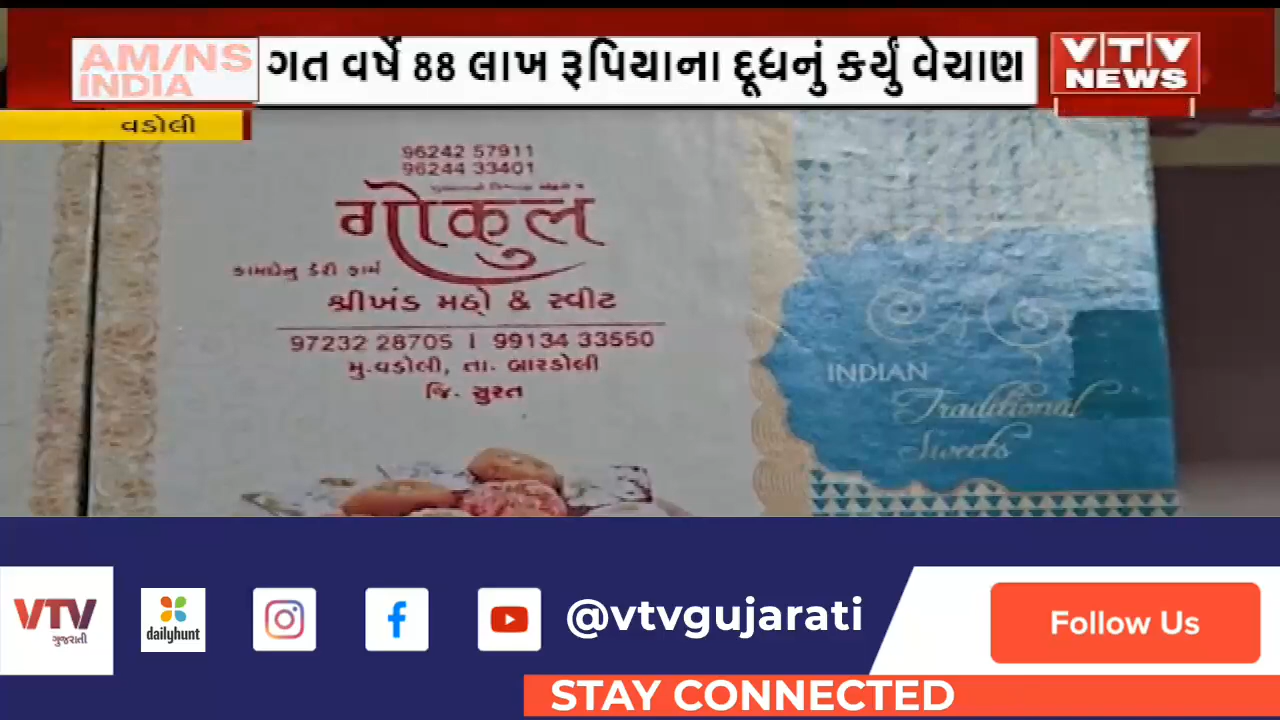 AM/NS
INDIA
ગત વર્ષે 88 લાખ રૂપિયાના દૂધનું કર્યું વેચાણ
VTV
NEWS
વડોલી
96242 57911
96244 33401
ગોકુલ
કામધેનુ ડેરી ફાર્મ
શ્રીખંડ મઠ્ઠો & સ્વીટ
97232 28705 | 99134 33550
મુ.વડોલી, તા. બારડોલી
જિ. સુરત
INDIAN
Traditional
Sweets
VTV
ગુજરાતી
dailyhunt
@vtvgujarati
Follow Us
STAY CONNECTED